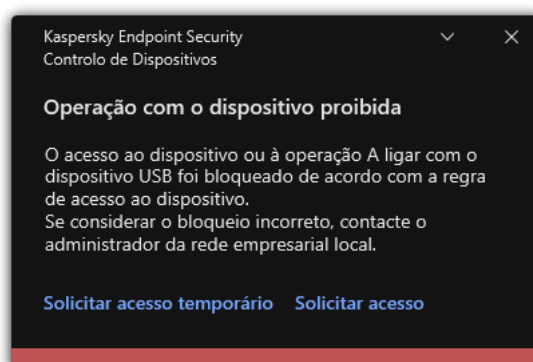 Kaspersky Endpoint Security
Controlo de Dispositivos
Operação com o dispositivo proibida
O acesso ao dispositivo ou à operação A ligar com o
dispositivo USB foi bloqueado de acordo com a regra
de acesso ao dispositivo.
Se considerar o bloqueio incorreto, contacte o
administrador da rede empresarial local.
Solicitar acesso temporário Solicitar acesso